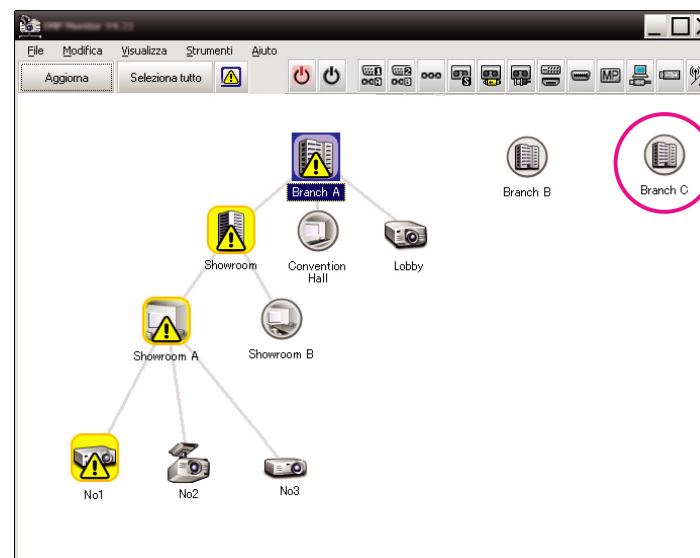 File Modifica Visualizza Strumenti Aiuto
Aggiorna Seleziona tutto MP
Branch A Branch B Branch C
Showroom Convention Hall Lobby
Showroom A Showroom B
No1 No2 No3